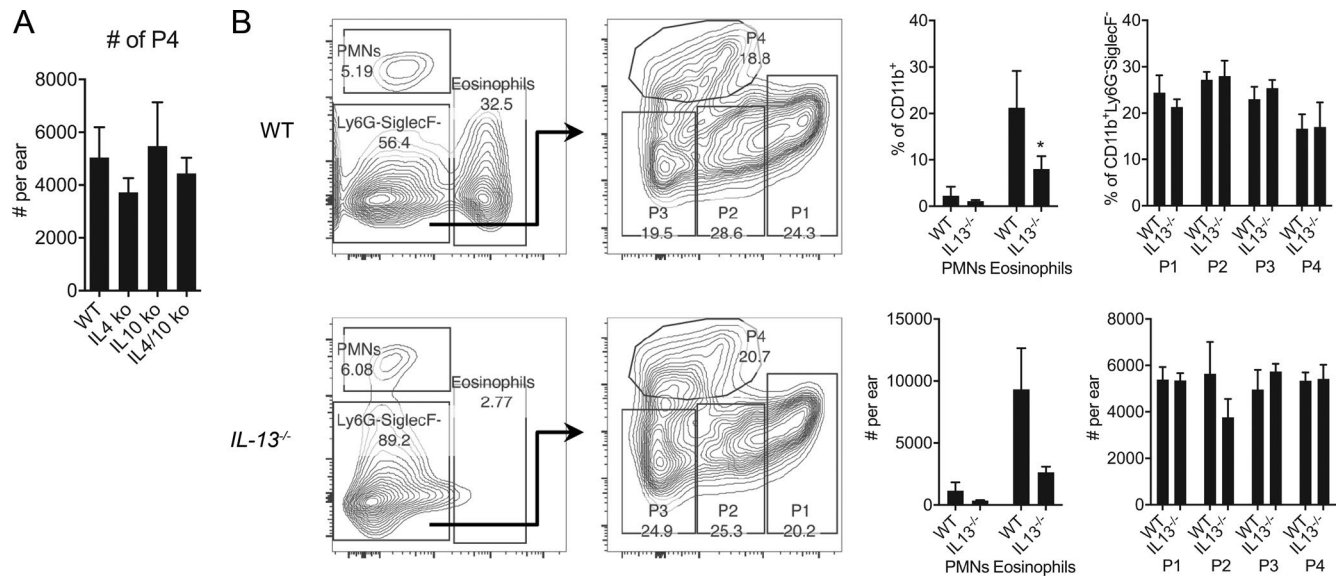 A
# of P4
# per ear
8000
6000
4000
2000
0
WT
IL4 ko
IL10 ko
IL4/10 ko
B
WT
PMNs
5.19
Eosinophils
32.5
Ly6G-SiglecF-
56.4
P4
18.8
P3
19.5
P2
28.6
P1
24.3
% of CD11b⁺
40
30
20
10
0
WT
IL13⁻/⁻
WT
IL13⁻/⁻
*
PMNs Eosinophils
% of CD11b⁺Ly6G⁻SiglecF⁻
40
30
20
10
0
WT
IL13⁻/⁻
WT
IL13⁻/⁻
WT
IL13⁻/⁻
WT
IL13⁻/⁻
P1 P2 P3 P4
IL-13⁻/⁻
PMNs
6.08
Eosinophils
2.77
Ly6G-SiglecF-
89.2
P4
20.7
P3
24.9
P2
25.3
P1
20.2
# per ear
15000
10000
5000
0
WT
IL13⁻/⁻
WT
IL13⁻/⁻
PMNs Eosinophils
# per ear
8000
6000
4000
2000
0
WT
IL13⁻/⁻
WT
IL13⁻/⁻
WT
IL13⁻/⁻
WT
IL13⁻/⁻
P1 P2 P3 P4